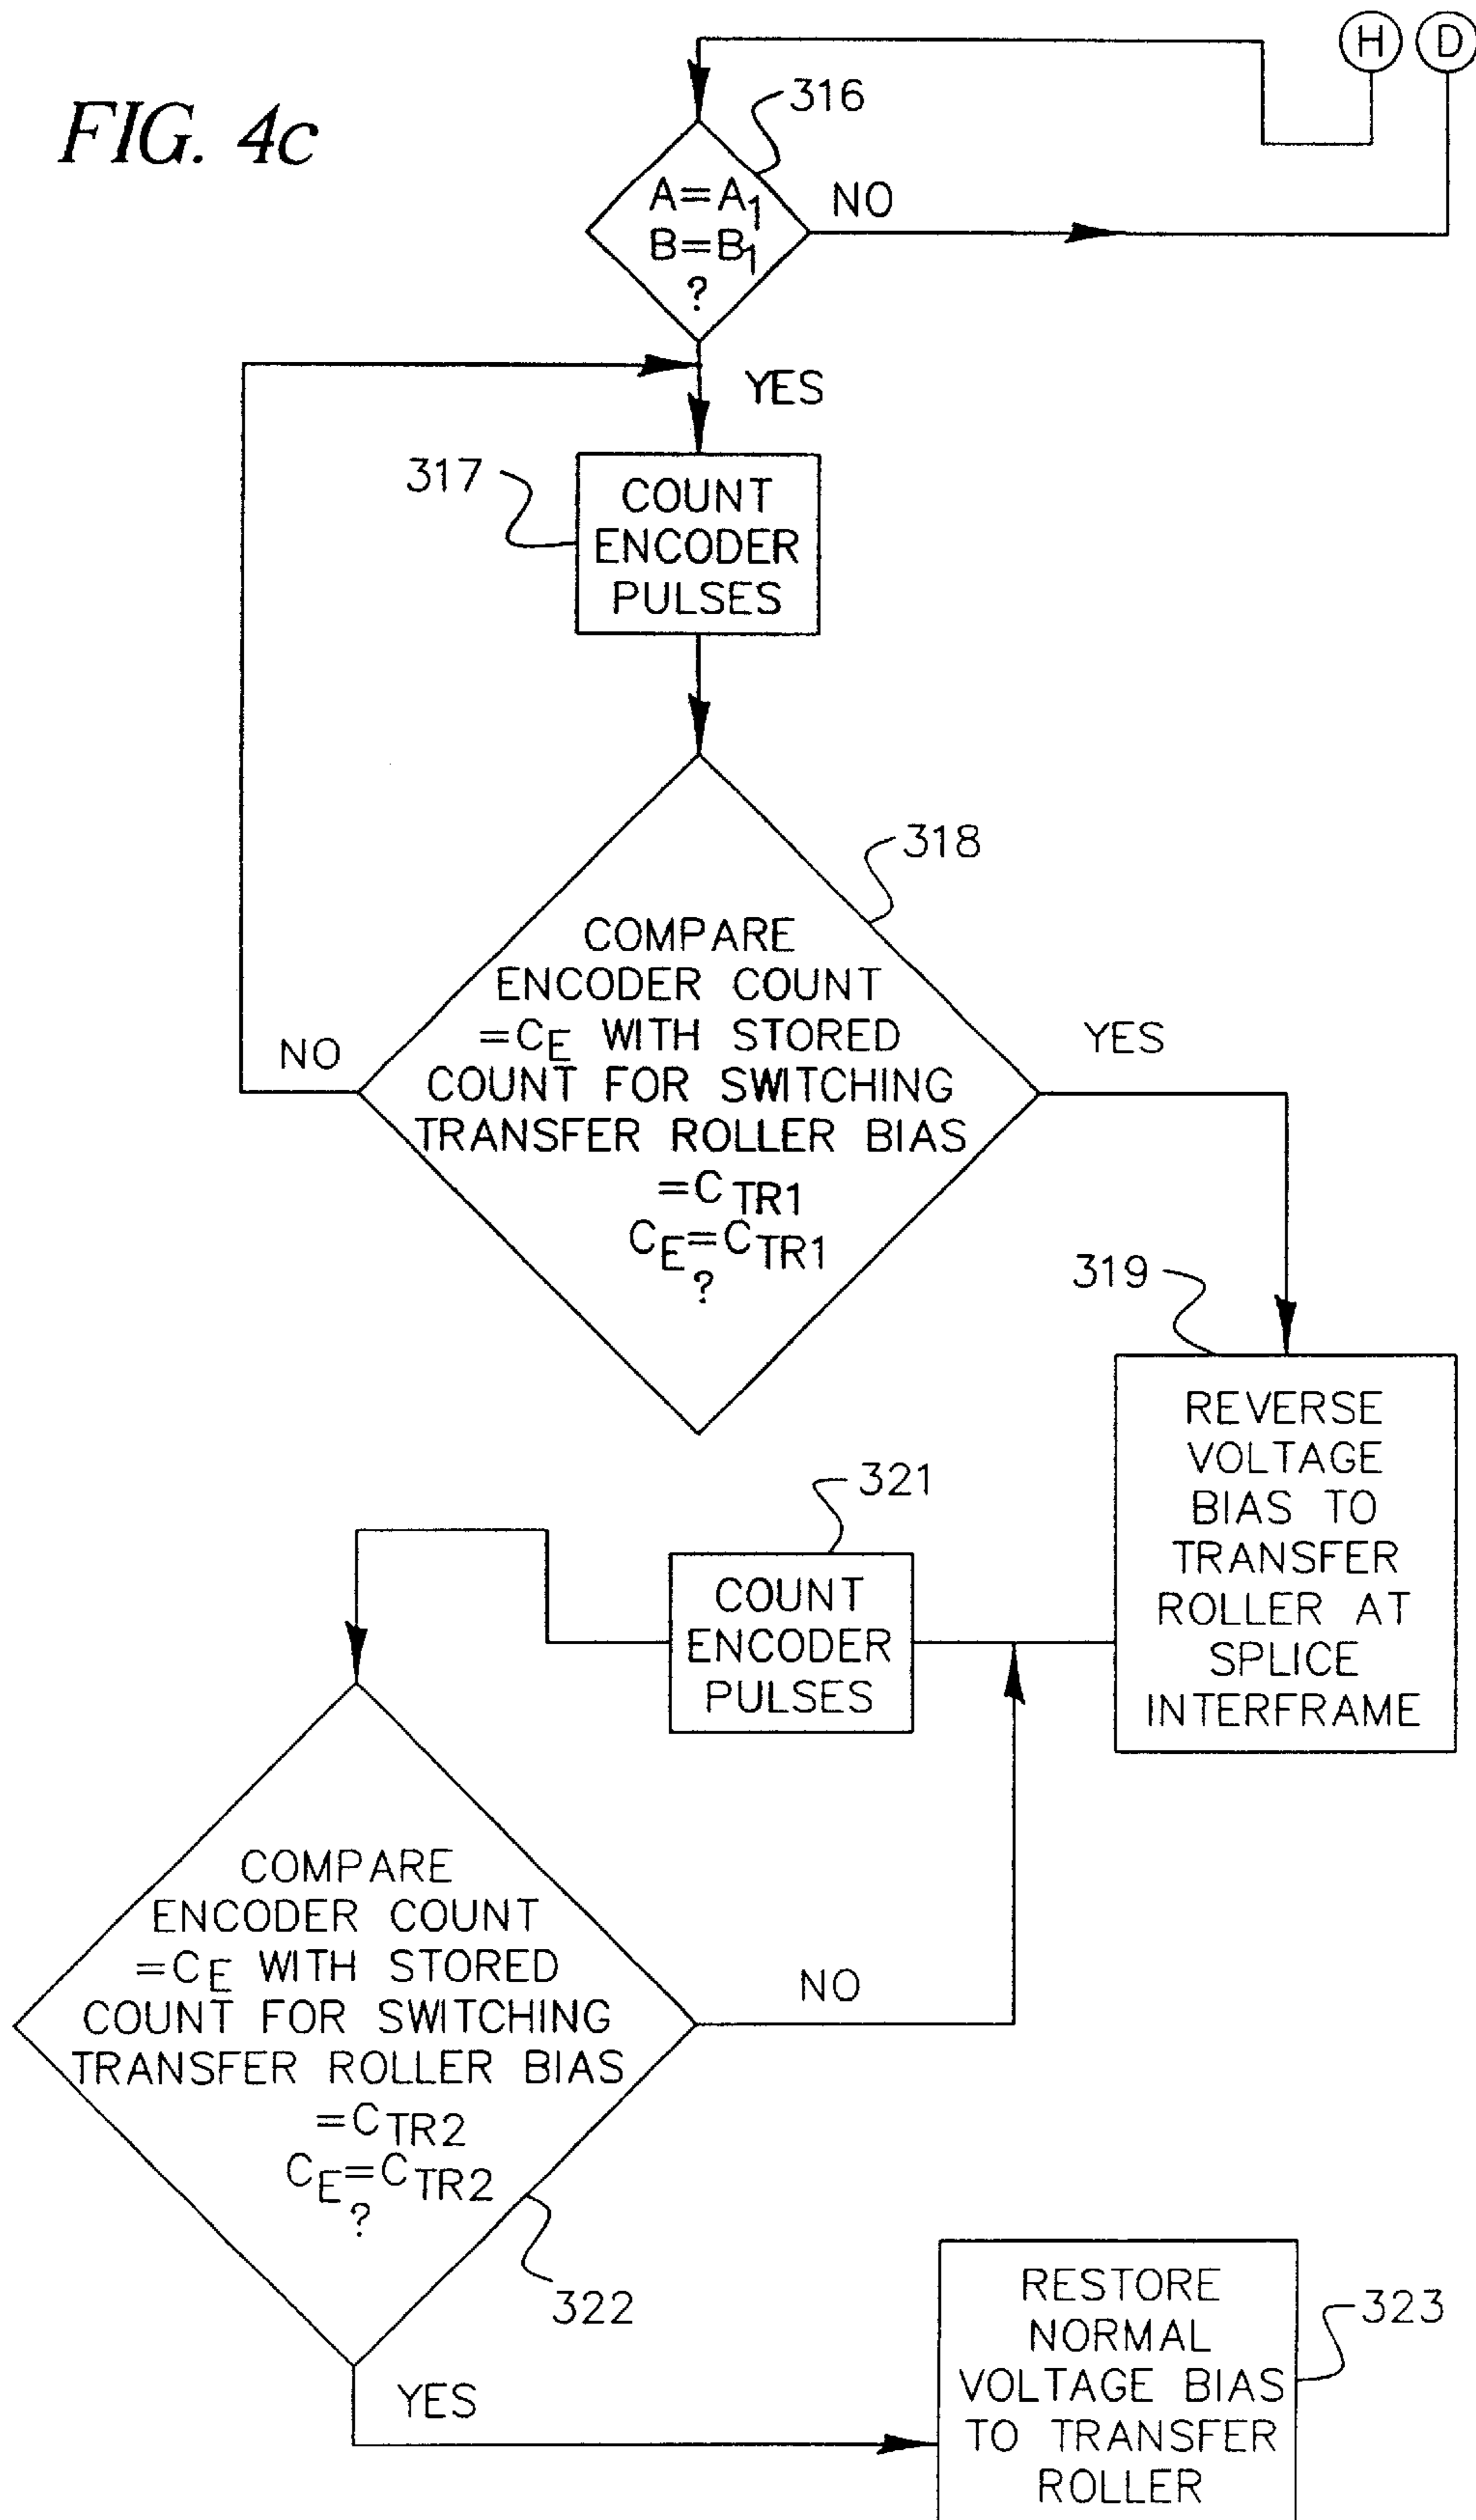 H D
FIG. 4c
316
A=A1
B=B1
?
NO
YES
317
COUNT
ENCODER
PULSES
318
COMPARE
ENCODER COUNT
=CE WITH STORED
COUNT FOR SWITCHING
TRANSFER ROLLER BIAS
=CTR1
CE=CTR1
?
NO
YES
319
REVERSE
VOLTAGE
BIAS TO
TRANSFER
ROLLER AT
SPLICE
INTERFRAME
321
COUNT
ENCODER
PULSES
COMPARE
ENCODER COUNT
=CE WITH STORED
COUNT FOR SWITCHING
TRANSFER ROLLER BIAS
=CTR2
CE=CTR2
?
NO
322
YES
RESTORE
NORMAL
VOLTAGE BIAS
TO TRANSFER
ROLLER
323